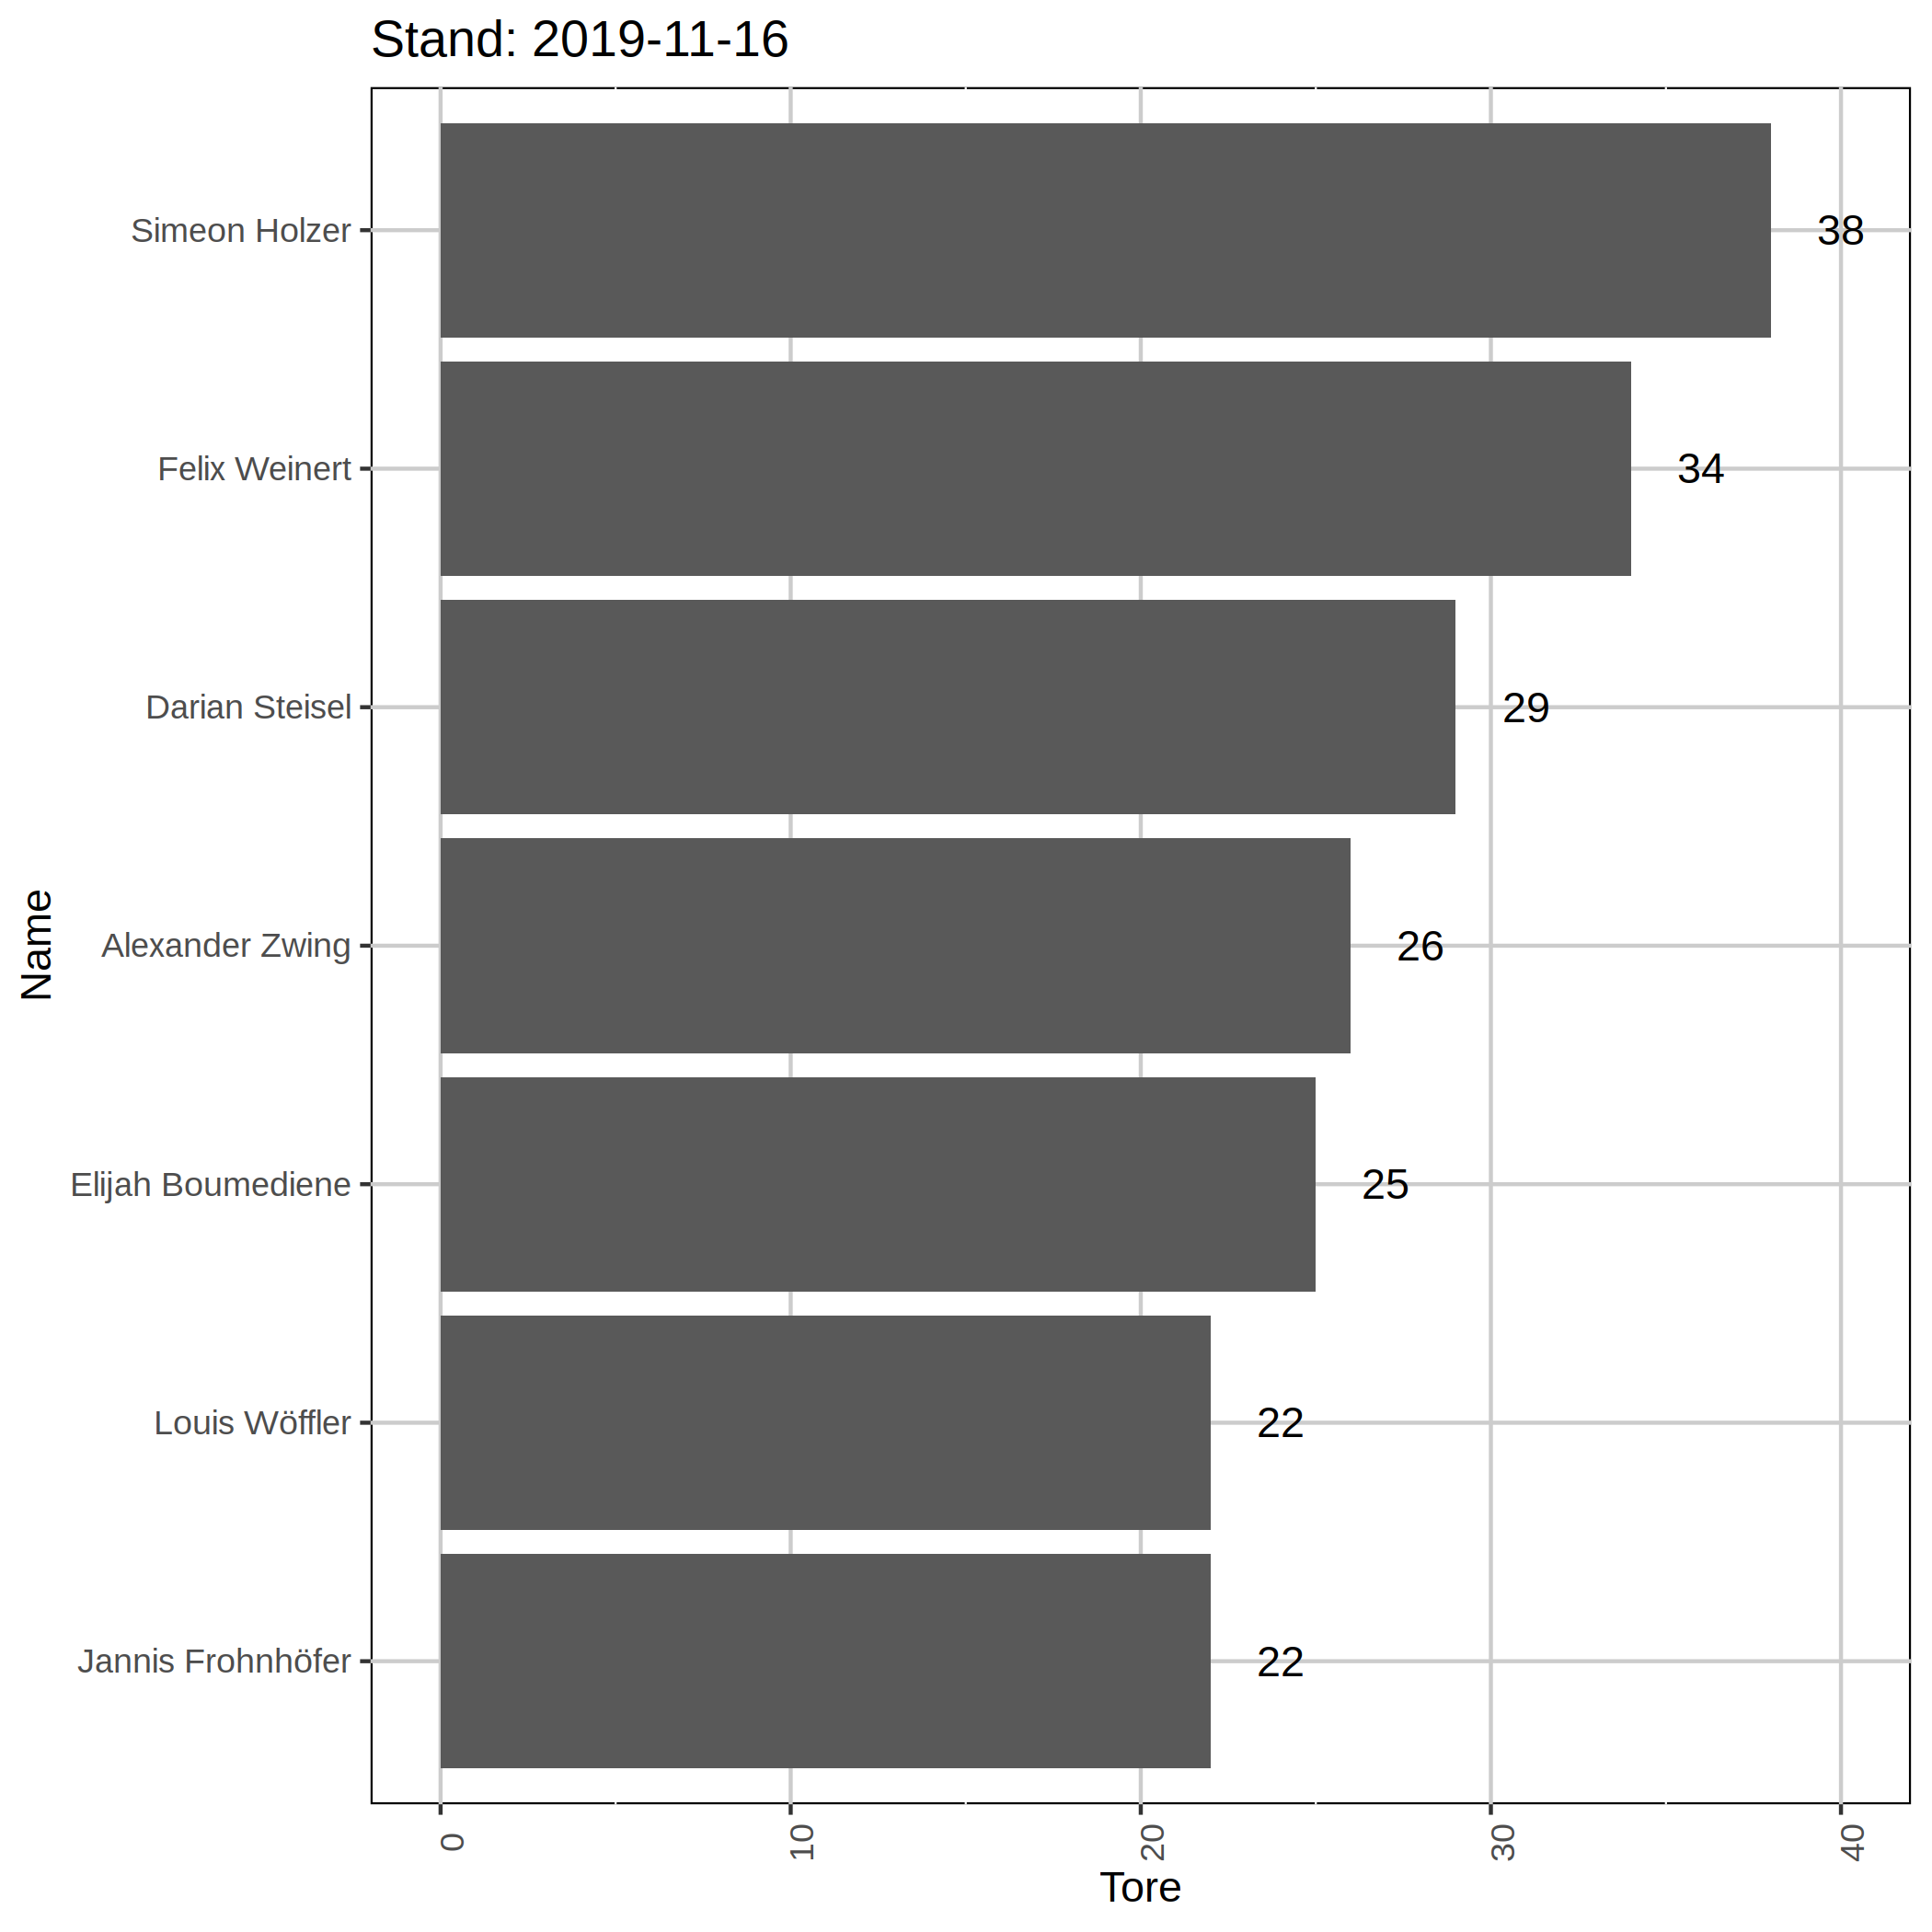 Stand: 2019-11-16
Simeon Holzer
38
Felix Weinert
34
Darian Steisel
29
Alexander Zwing
26
Elijah Boumediene
25
Louis Wöffler
22
Jannis Frohnhöfer
22
Name
0 10 20 30 40
Tore